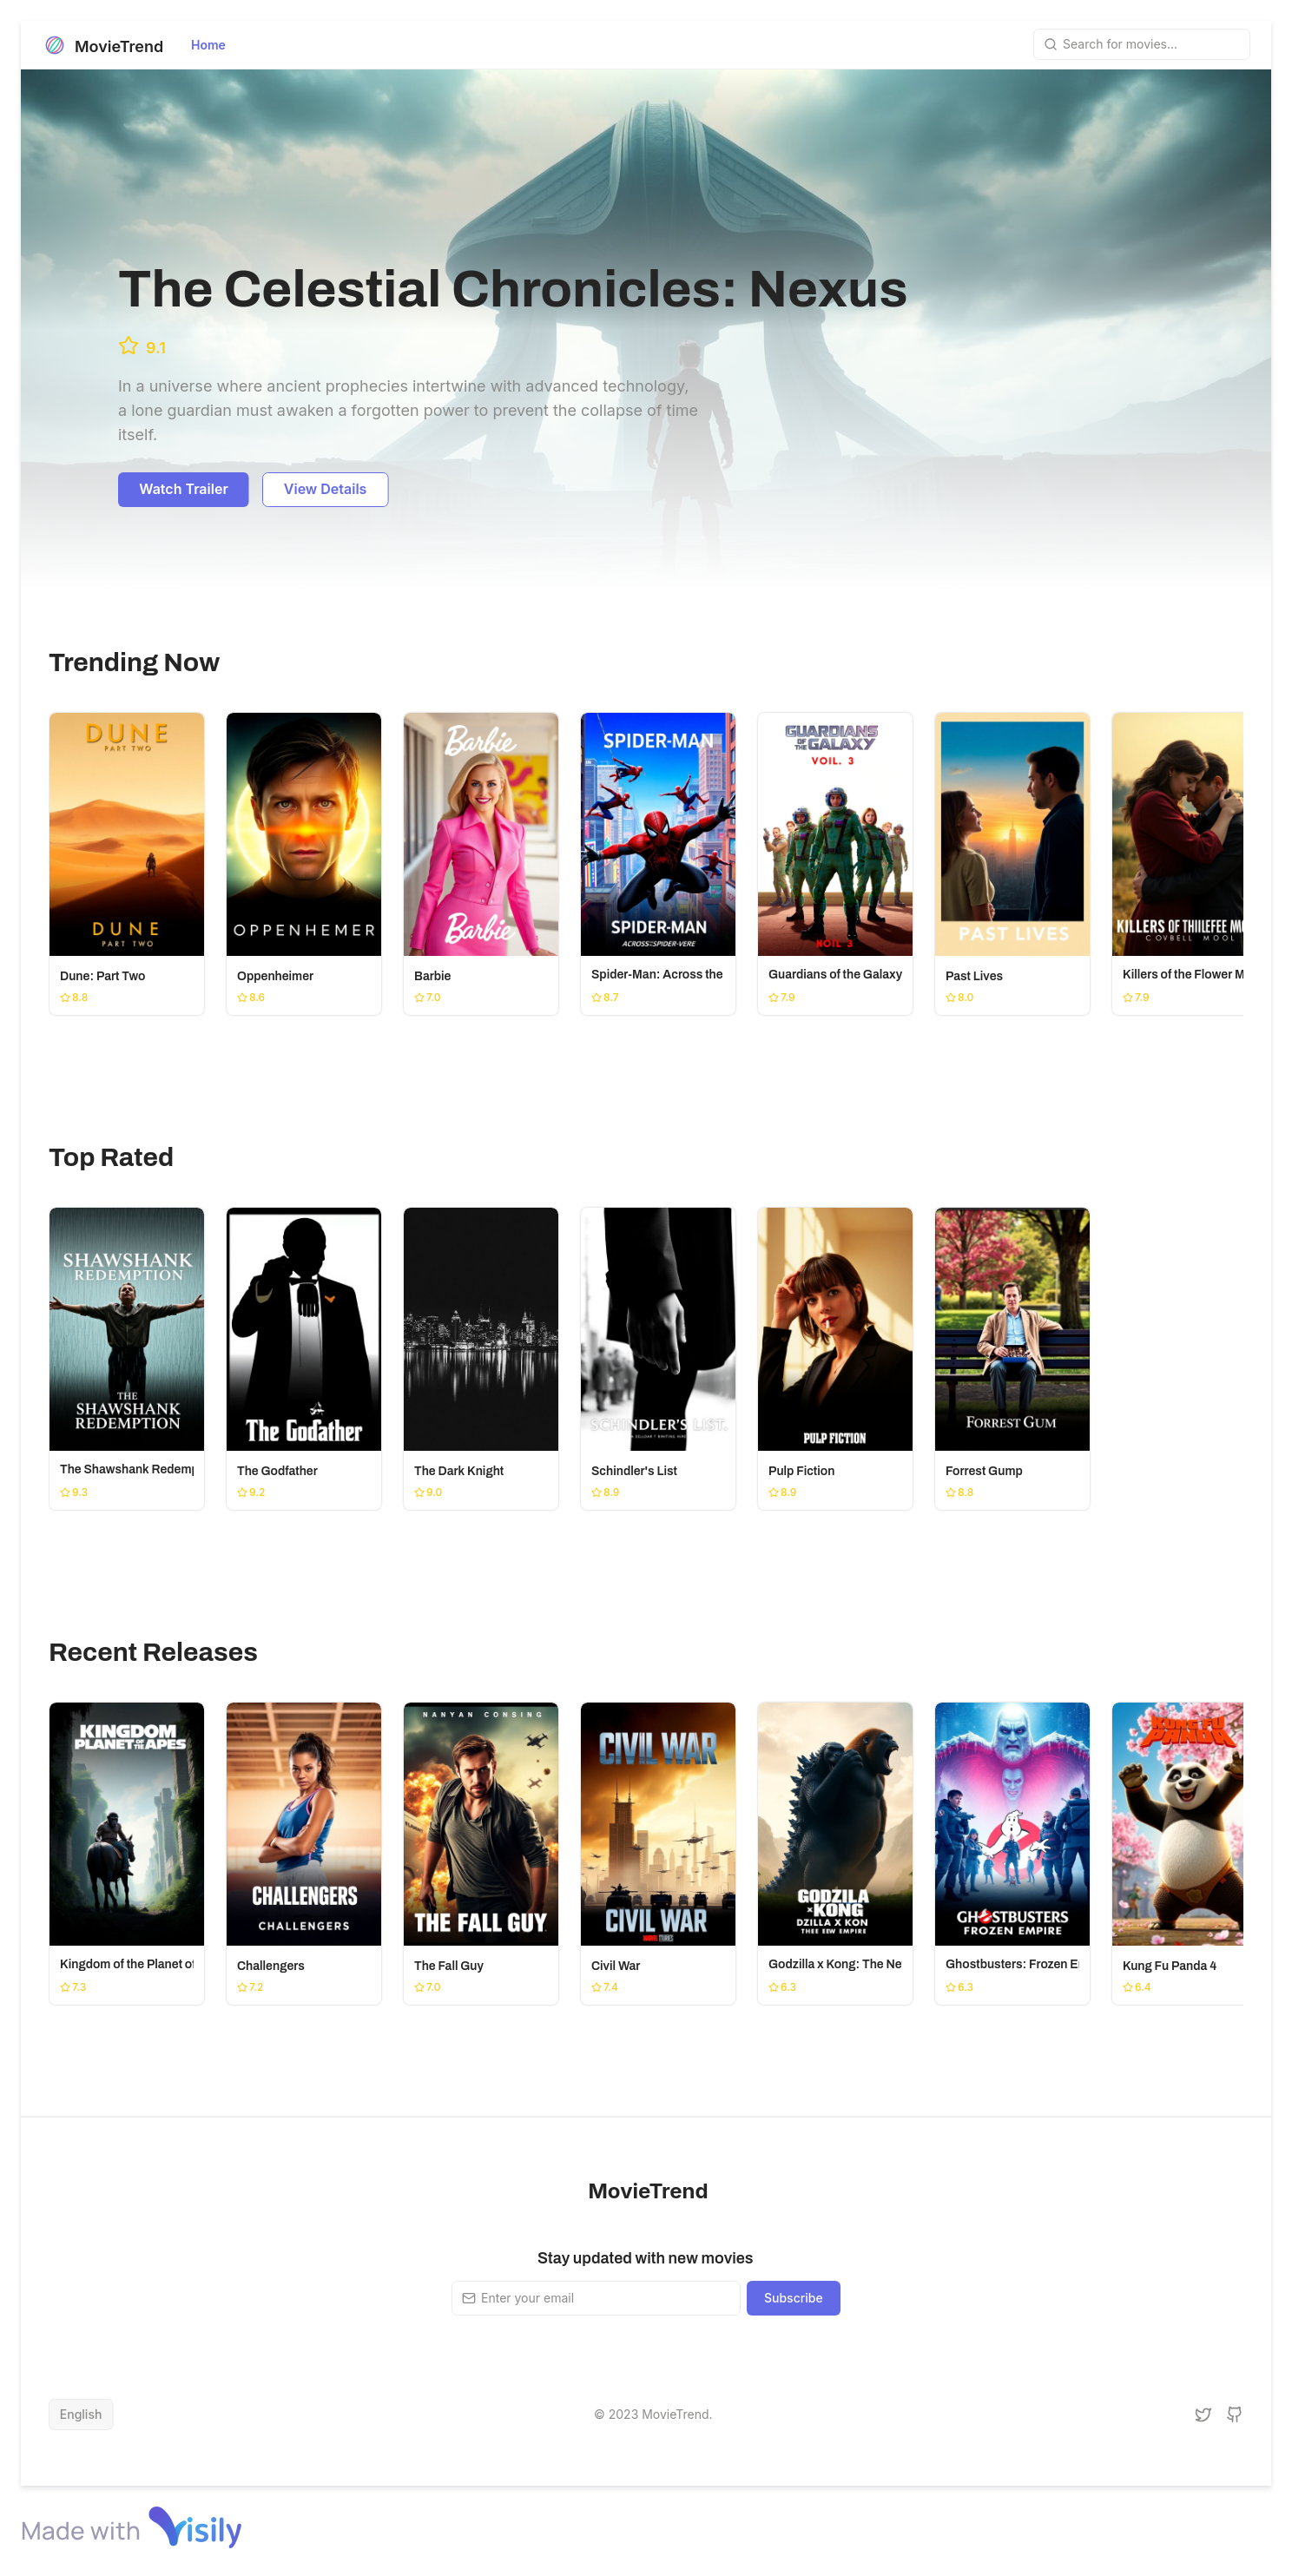 MovieTrend
Home
Search for movies...
The Celestial Chronicles: Nexus
9.1
In a universe where ancient prophecies intertwine with advanced technology,
a lone guardian must awaken a forgotten power to prevent the collapse of time
itself.
Watch Trailer
View Details
Trending Now
DUNE
PART TWO
DUNE
PART TWO
Dune: Part Two
8.8
OPPENHEMER
Oppenheimer
8.6
Barbie
Barbie
Barbie
7.0
SPIDER-MAN
SPIDER-MAN
Spider-Man: Across the
8.7
GUARDIANS
OF THE GALAXY
VOIL. 3
NOIL 3
Guardians of the Galaxy
7.9
PAST LIVES
Past Lives
8.0
KILLERS OF
COVBELL MOOL
Killers of the Flower M
7.9
Top Rated
SHAWSHANK
REDEMPTION
THE
SHAWSHANK
REDEMPTION
The Shawshank Redemp
9.3
The Godfather
The Godfather
9.2
The Dark Knight
9.0
SCHINDLER'S LIST.
Schindler's List
8.9
PULP FICTION
Pulp Fiction
8.9
FORREST GUM
Forrest Gump
8.8
Recent Releases
KINGDOM
PLANET OF THE APES
Kingdom of the Planet of
7.3
CHALLENGERS
CHALLENGERS
Challengers
7.2
NANYAN CONSING
THE FALL GUY
The Fall Guy
7.0
CIVIL WAR
CIVIL WAR
Civil War
7.4
GODZILA
x KONG
DZILLA X KON
THEE EEW EMPIRE
Godzilla x Kong: The Ne
6.3
GHOSTBUSTERS
FROZEN EMPIRE
Ghostbusters: Frozen E
6.3
KUNG FU
PANDA
Kung Fu Panda 4
6.4
MovieTrend
Stay updated with new movies
Enter your email
Subscribe
English
© 2023 MovieTrend.
Made with Visily